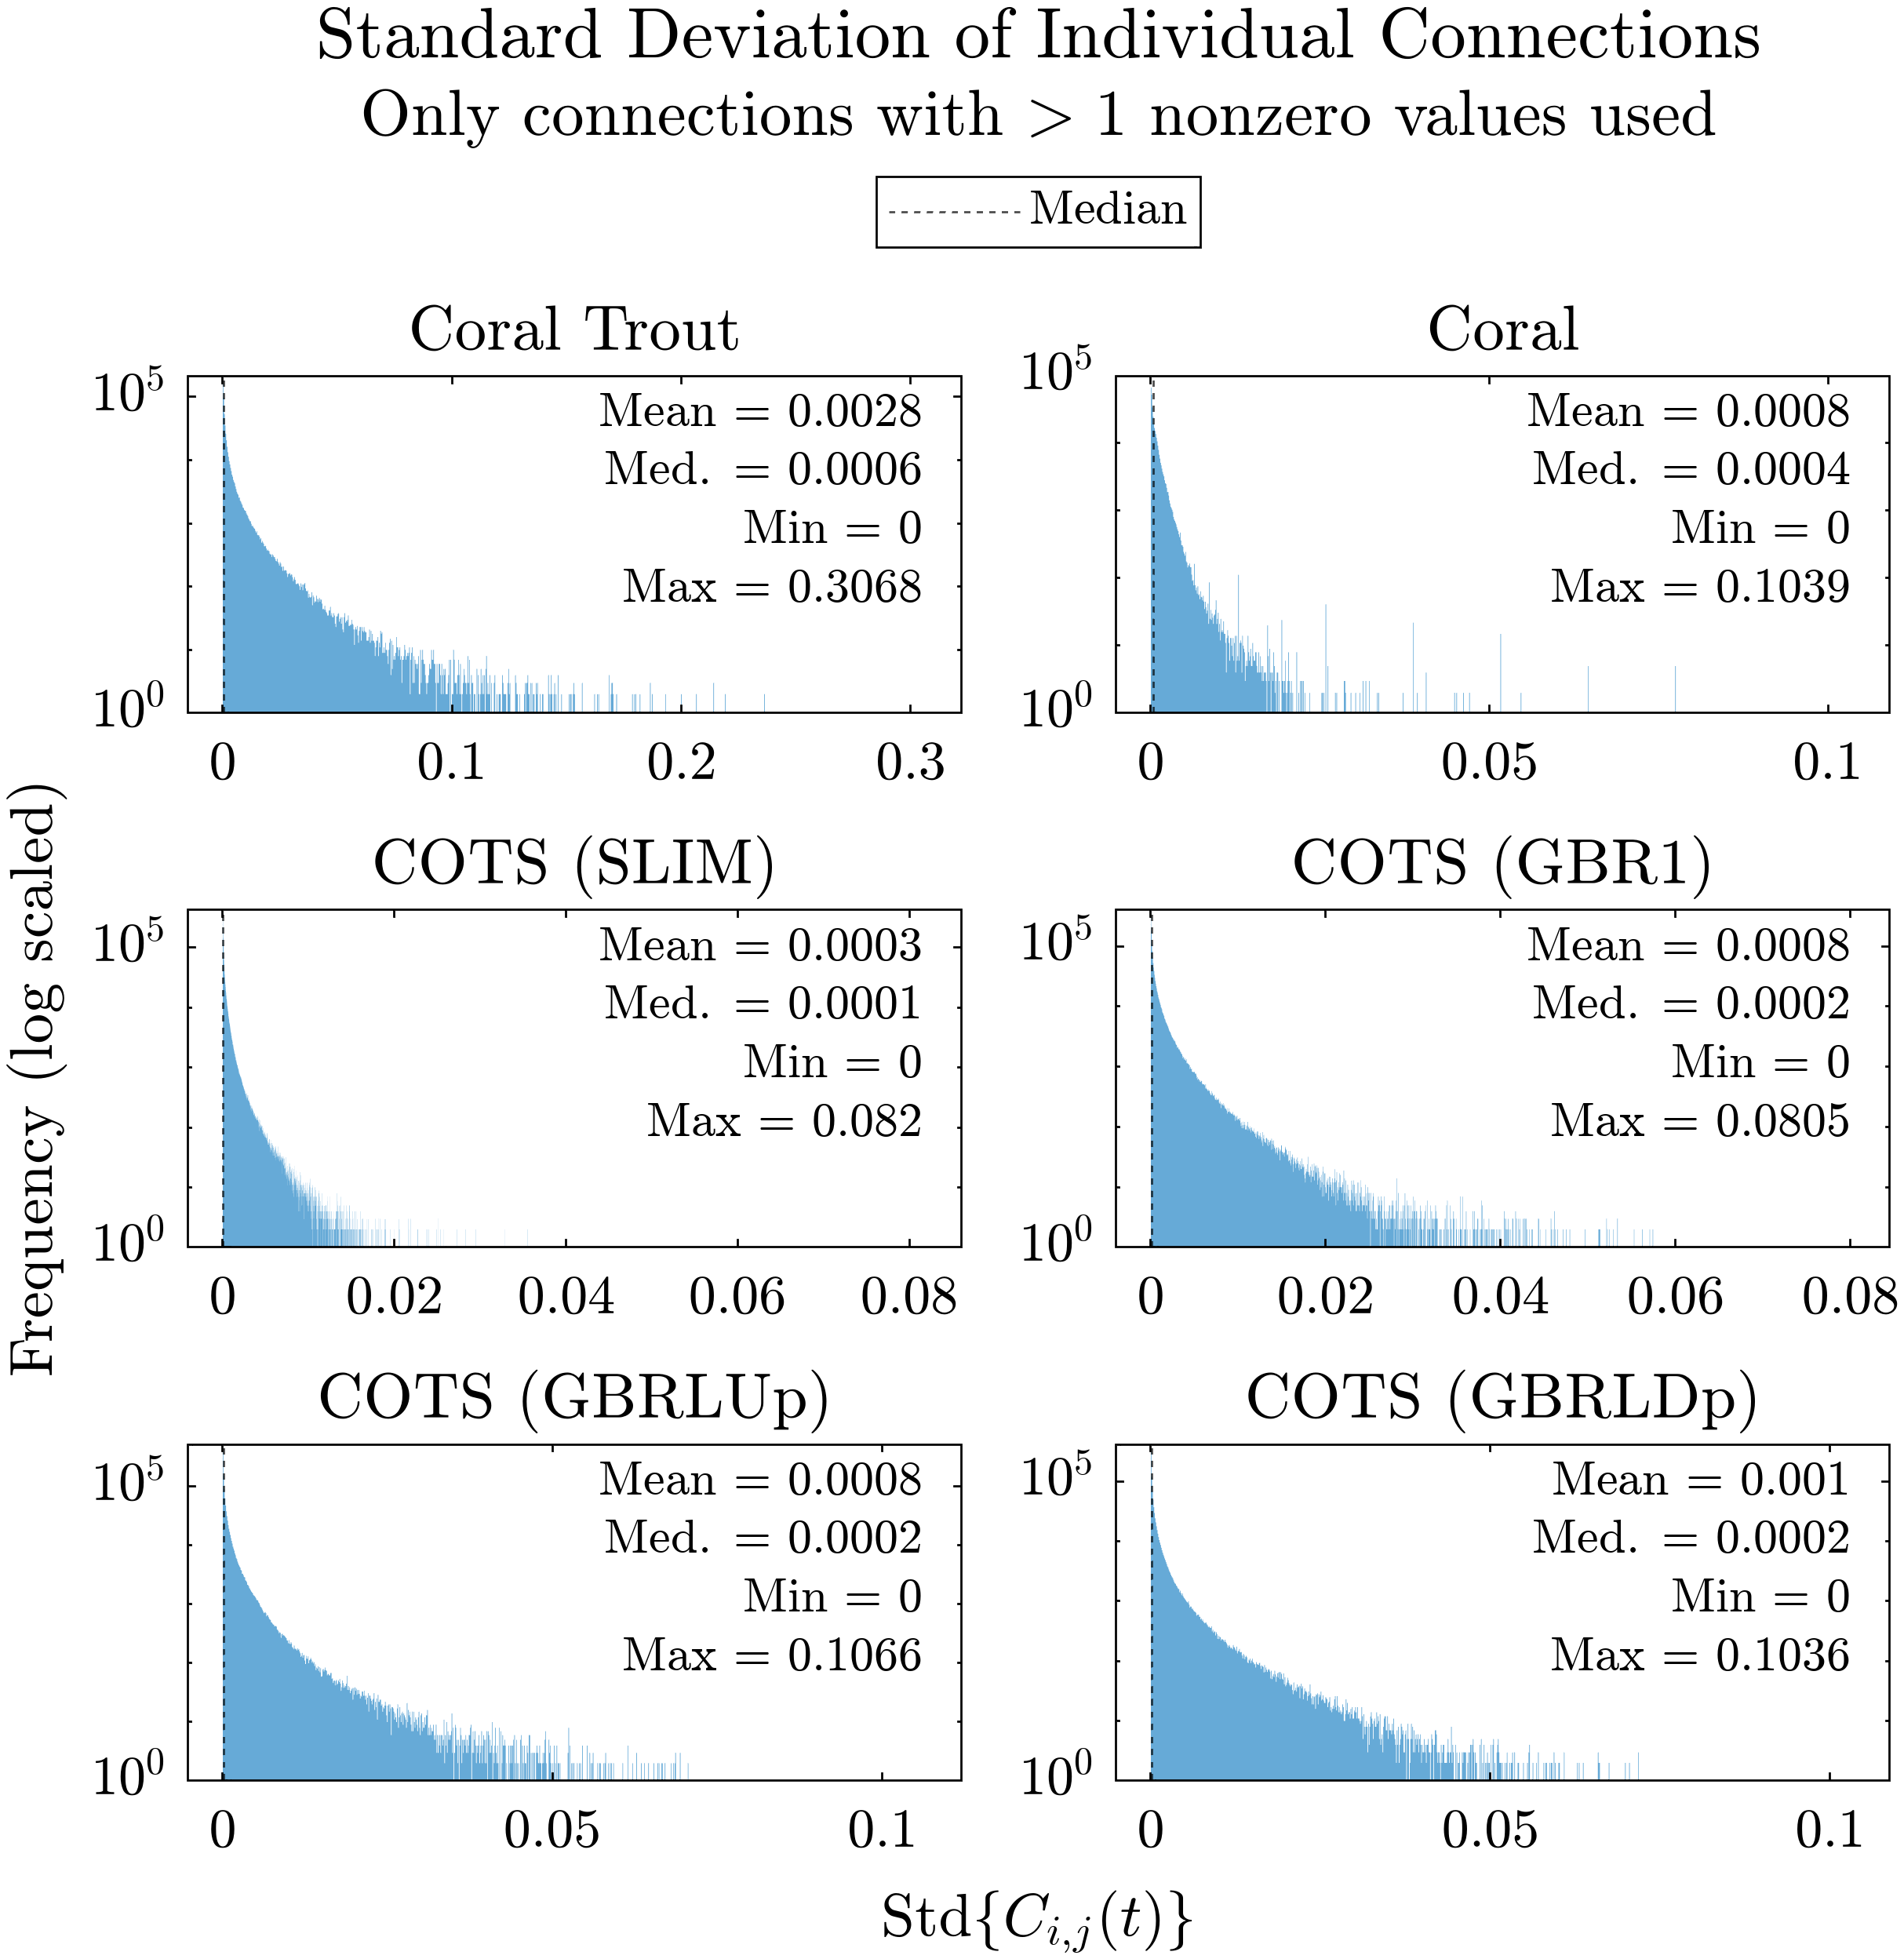 Standard Deviation of Individual Connections
Only connections with > 1 nonzero values used
Median
Coral Trout
10^5
10^0
Mean = 0.0028
Med. = 0.0006
Min = 0
Max = 0.3068
0 0.1 0.2 0.3
Coral
10^5
10^0
Mean = 0.0008
Med. = 0.0004
Min = 0
Max = 0.1039
0 0.05 0.1
Frequency (log scaled)
COTS (SLIM)
10^5
10^0
Mean = 0.0003
Med. = 0.0001
Min = 0
Max = 0.082
0 0.02 0.04 0.06 0.08
COTS (GBR1)
10^5
10^0
Mean = 0.0008
Med. = 0.0002
Min = 0
Max = 0.0805
0 0.02 0.04 0.06 0.08
COTS (GBRLUp)
10^5
10^0
Mean = 0.0008
Med. = 0.0002
Min = 0
Max = 0.1066
0 0.05 0.1
COTS (GBRLDp)
10^5
10^0
Mean = 0.001
Med. = 0.0002
Min = 0
Max = 0.1036
0 0.05 0.1
Std{C_{i,j}(t)}